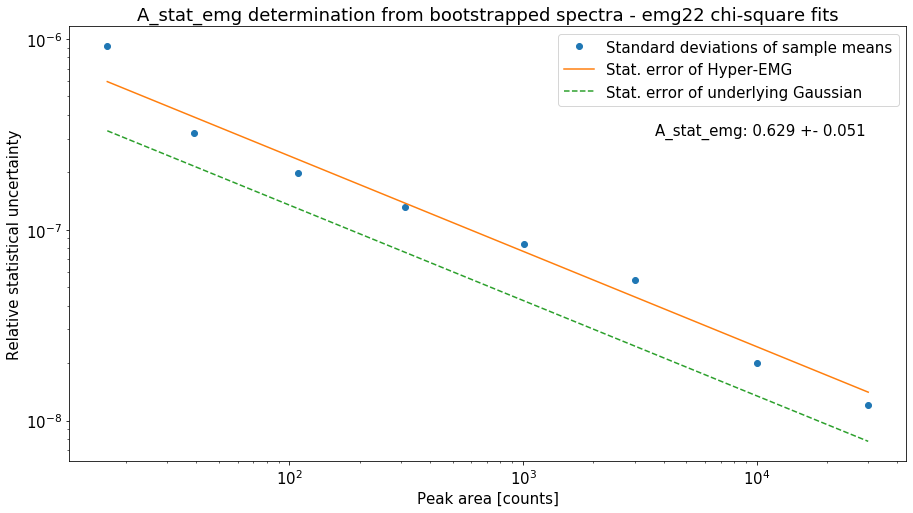 A_stat_emg determination from bootstrapped spectra - emg22 chi-square fits
Standard deviations of sample means
Stat. error of Hyper-EMG
Stat. error of underlying Gaussian
A_stat_emg: 0.629 +- 0.051
Relative statistical uncertainty
10⁻⁶
10⁻⁷
10⁻⁸
10² 10³ 10⁴
Peak area [counts]